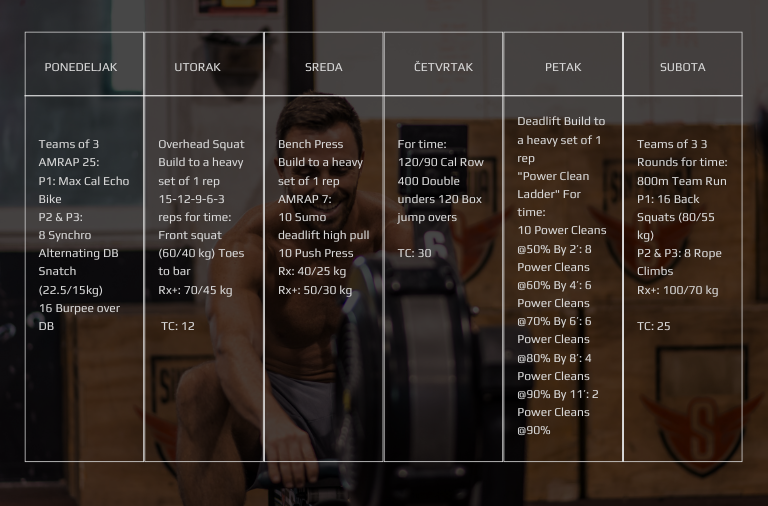 PONEDELJAK
UTORAK
SREDA
ČETVRTAK
PETAK
SUBOTA
Teams of 3
AMRAP 25:
P1: Max Cal Echo
Bike
P2 & P3:
8 Synchro
Alternating DB
Snatch
(22.5/15kg)
16 Burpee over
DB
Overhead Squat
Build to a heavy
set of 1 rep
15-12-9-6-3
reps for time:
Front squat
(60/40 kg) Toes
to bar
Rx+: 70/45 kg
TC: 12
Bench Press
Build to a heavy
set of 1 rep
AMRAP 7:
10 Sumo
deadlift high pull
10 Push Press
Rx: 40/25 kg
Rx+: 50/30 kg
For time:
120/90 Cal Row
400 Double
unders 120 Box
jump overs
TC: 30
Deadlift Build to
a heavy set of 1
rep
"Power Clean
Ladder" For
time:
10 Power Cleans
@50% By 2': 8
Power Cleans
@60% By 4': 6
Power Cleans
@70% By 6': 6
Power Cleans
@80% By 8': 4
Power Cleans
@90% By 11': 2
Power Cleans
@90%
Teams of 3 3
Rounds for time:
800m Team Run
P1: 16 Back
Squats (80/55
kg)
P2 & P3: 8 Rope
Climbs
Rx+: 100/70 kg
TC: 25